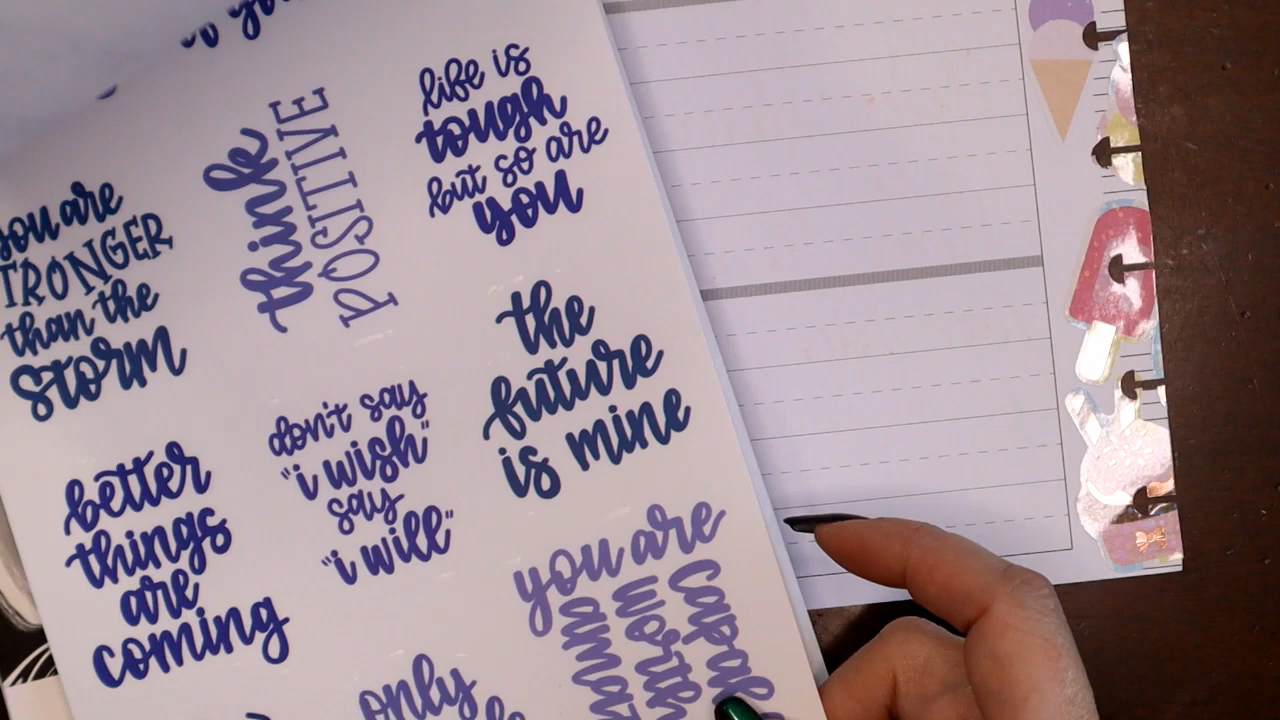 think
POSITIVE
life is
tough
but so are
you
you are
TRONGER
than the
STORM
the
future
is mine
don't say
"i wish"
say
"i will"
better
things
are
coming
you are
only